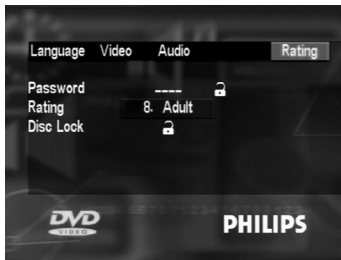 Language Video Audio Rating
Password ----
Rating 8. Adult
Disc Lock
DVD
VIDEO
PHILIPS